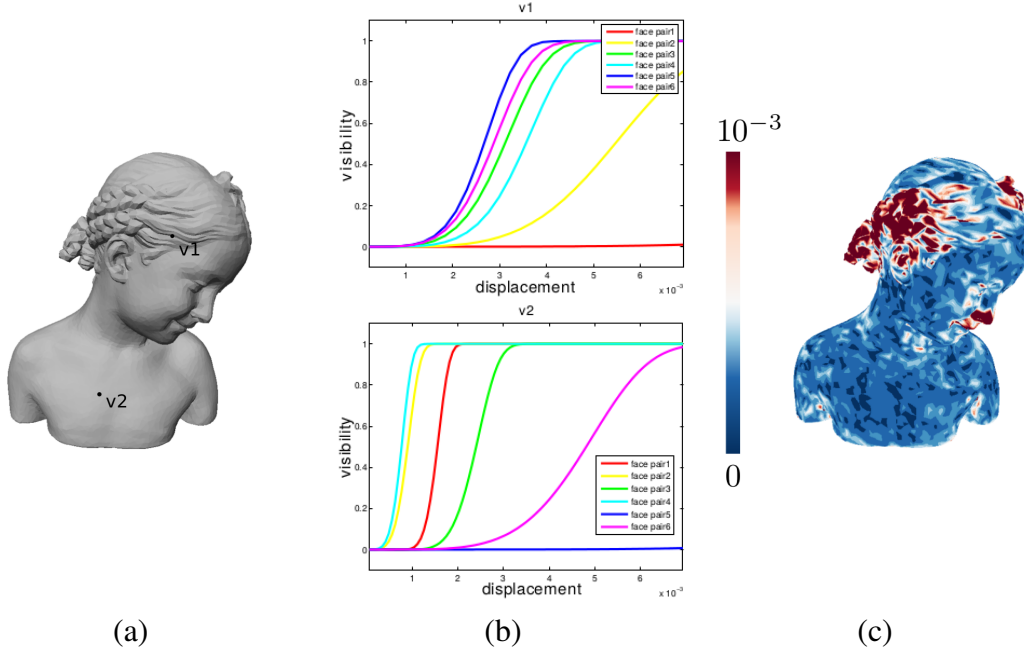 v1
1
0.8
0.6
0.4
0.2
0
visibility
1 2 3 4 5 6
displacement
x 10⁻³
face pair1
face pair2
face pair3
face pair4
face pair5
face pair6
v2
1
0.8
0.6
0.4
0.2
0
visibility
1 2 3 4 5 6
displacement
x 10⁻³
face pair1
face pair2
face pair3
face pair4
face pair5
face pair6
v1
v2
10⁻³
0
(a) (b) (c)